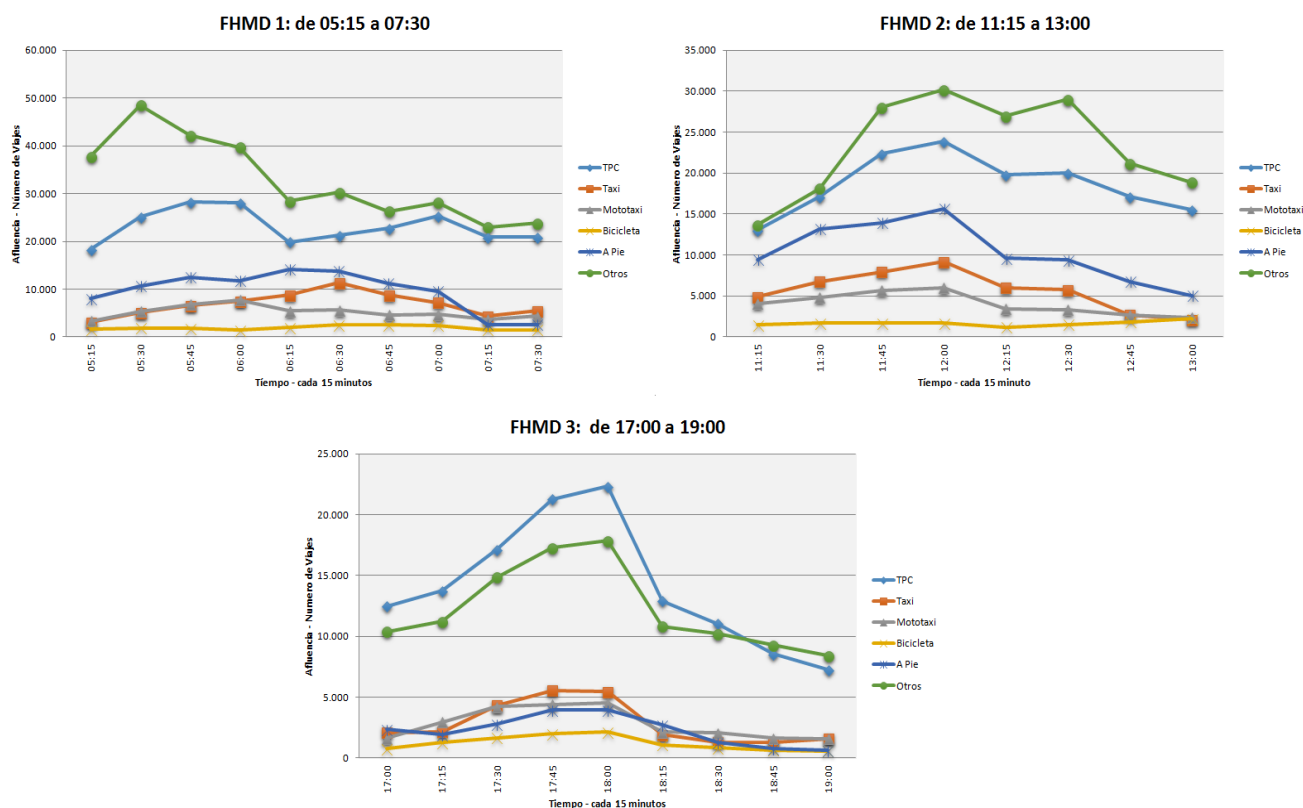 FHMD 1: de 05:15 a 07:30
60.000
50.000
40.000
30.000
20.000
10.000
0
Afluencia - Número de Viajes
05:15
05:30
05:45
06:00
06:15
06:30
06:45
07:00
07:15
07:30
Tiempo - cada 15 minutos
TPC
Taxi
Mototaxi
Bicicleta
A Pie
Otros
FHMD 2: de 11:15 a 13:00
35.000
30.000
25.000
20.000
15.000
10.000
5.000
0
Afluencia - Número de Viajes
11:15
11:30
11:45
12:00
12:15
12:30
12:45
13:00
Tiempo - cada 15 minuto
TPC
Taxi
Mototaxi
Bicicleta
A Pie
Otros
FHMD 3: de 17:00 a 19:00
25.000
20.000
15.000
10.000
5.000
0
Afluencia - Numero de Viajes
17:00
17:15
17:30
17:45
18:00
18:15
18:30
18:45
19:00
Tiempo - cada 15 minutos
TPC
Taxi
Mototaxi
Bicicleta
A Pie
Otros